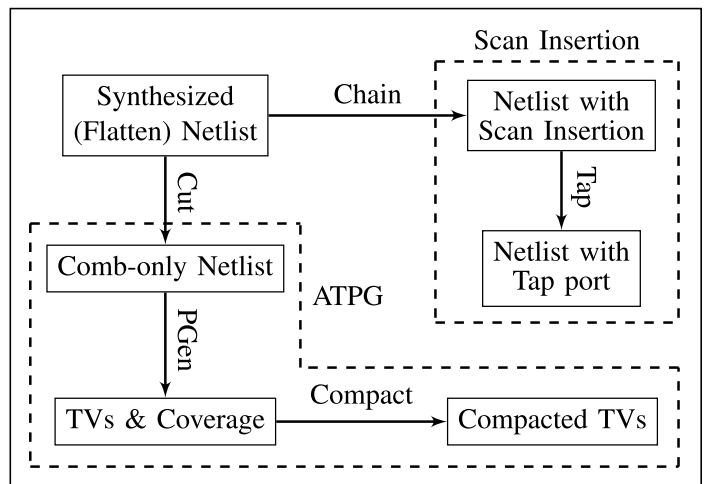 Scan Insertion
Synthesized
(Flatten) Netlist
Chain
Netlist with
Scan Insertion
Cut
Tap
Comb-only Netlist
Netlist with
Tap port
ATPG
PGen
TVs & Coverage
Compact
Compacted TVs